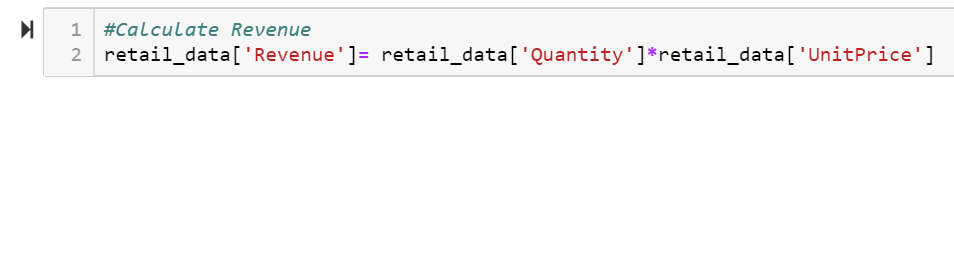 1 #Calculate Revenue
2 retail_data['Revenue']= retail_data['Quantity']*retail_data['UnitPrice']